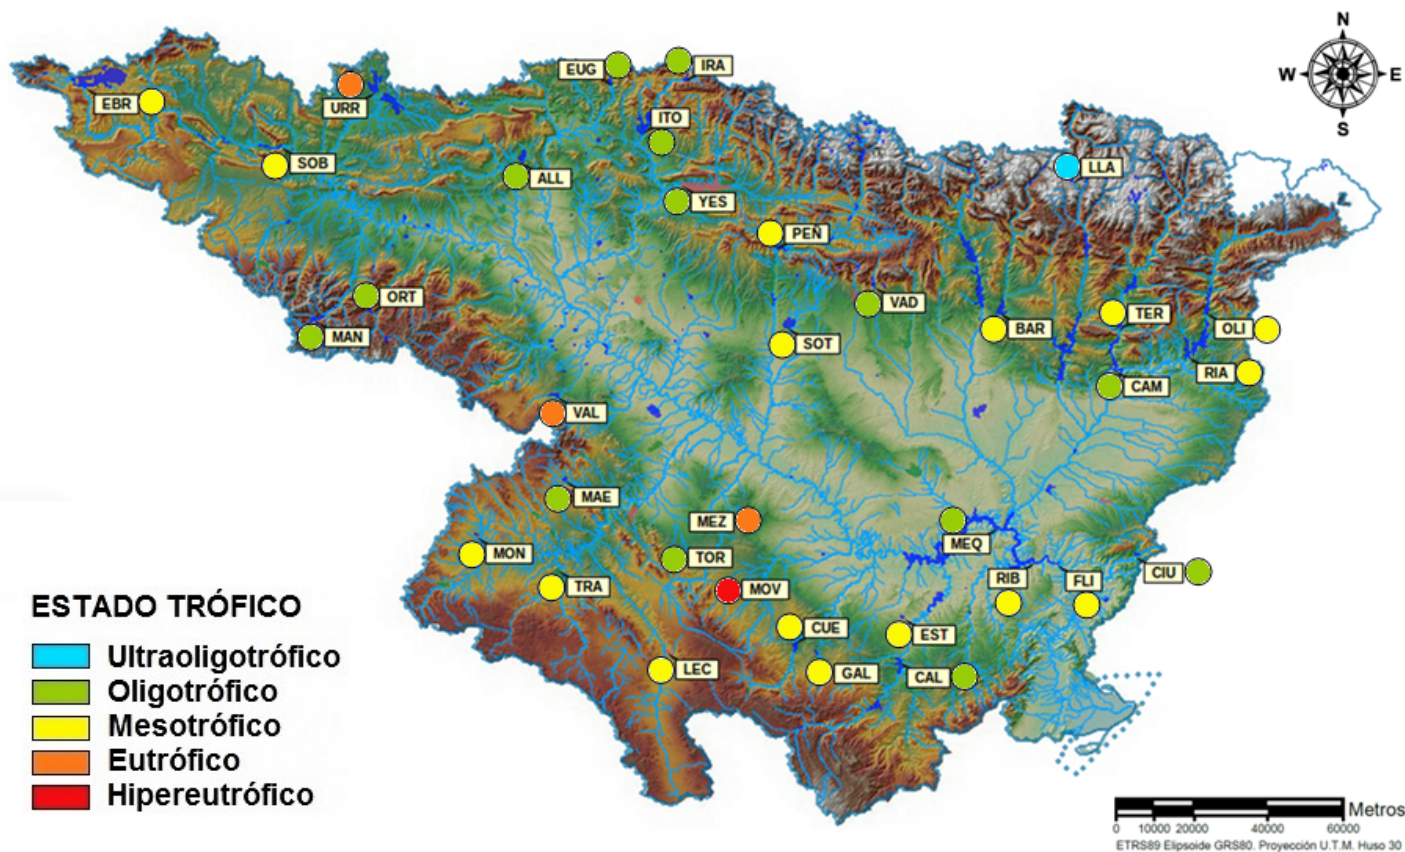 N
W
E
S
EUG
IRA
EBR
URR
ITO
SOB
ALL
LLA
YES
PEÑ
ORT
VAD
MAN
SOT
BAR
TER
OLI
RIA
CAM
VAL
MAE
MEZ
MEQ
MON
TOR
CIU
TRA
MOV
RIB
FLI
CUE
EST
LEC
GAL
CAL
ESTADO TRÓFICO
Ultraoligotrófico
Oligotrófico
Mesotrófico
Eutrófico
Hipereutrófico
Metros
0 10000 20000 40000 60000
ETRS89 Elipsoide GRS80. Proyección U.T.M. Huso 30